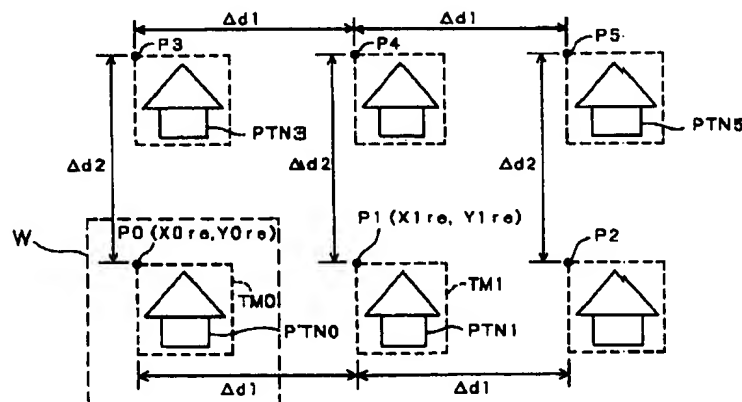 Δd1 Δd1
P3 P4 P5
PTN3 PTN5
Δd2 Δd2 Δd2
W P0 (X0re,Y0re) P1 (X1re, Y1re) P2
TM0 TM1
PTN0 PTN1
Δd1 Δd1